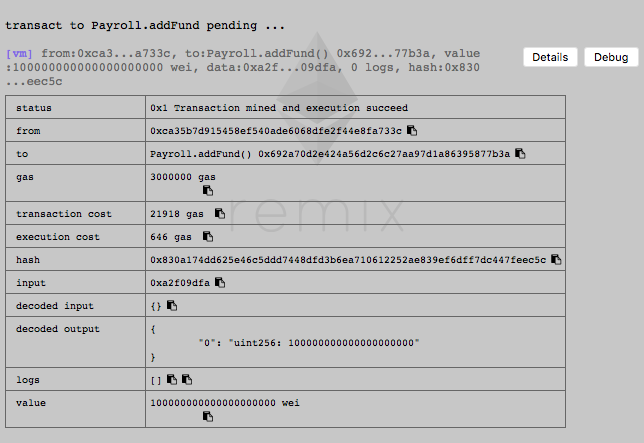 transact to Payroll.addFund pending ...
[vm] from:0xca3...a733c, to:Payroll.addFund() 0x692...77b3a, value
:100000000000000000000 wei, data:0xa2f...09dfa, 0 logs, hash:0x830
...eec5c
Details Debug
status 0x1 Transaction mined and execution succeed
from 0xca35b7d915458ef540ade6068dfe2f44e8fa733c
to Payroll.addFund() 0x692a70d2e424a56d2c6c27aa97d1a86395877b3a
gas 3000000 gas
transaction cost 21918 gas
remix
execution cost 646 gas
hash 0x830a174dd625e46c5ddd7448dfd3b6ea710612252ae839ef6dff7dc447feec5c
input 0xa2f09dfa
decoded input {}
decoded output {
"0": "uint256: 100000000000000000000"
}
logs []
value 100000000000000000000 wei